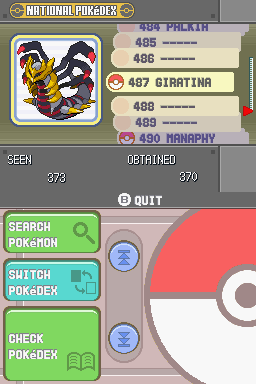 NATIONAL POKéDEX
484 PALKIA
485 -----
486 -----
487 GIRATINA
488 -----
489 -----
490 MANAPHY
SEEN
OBTAINED
373
370
B QUIT
SEARCH
POKéMON
SWITCH
POKéDEX
CHECK
POKéDEX